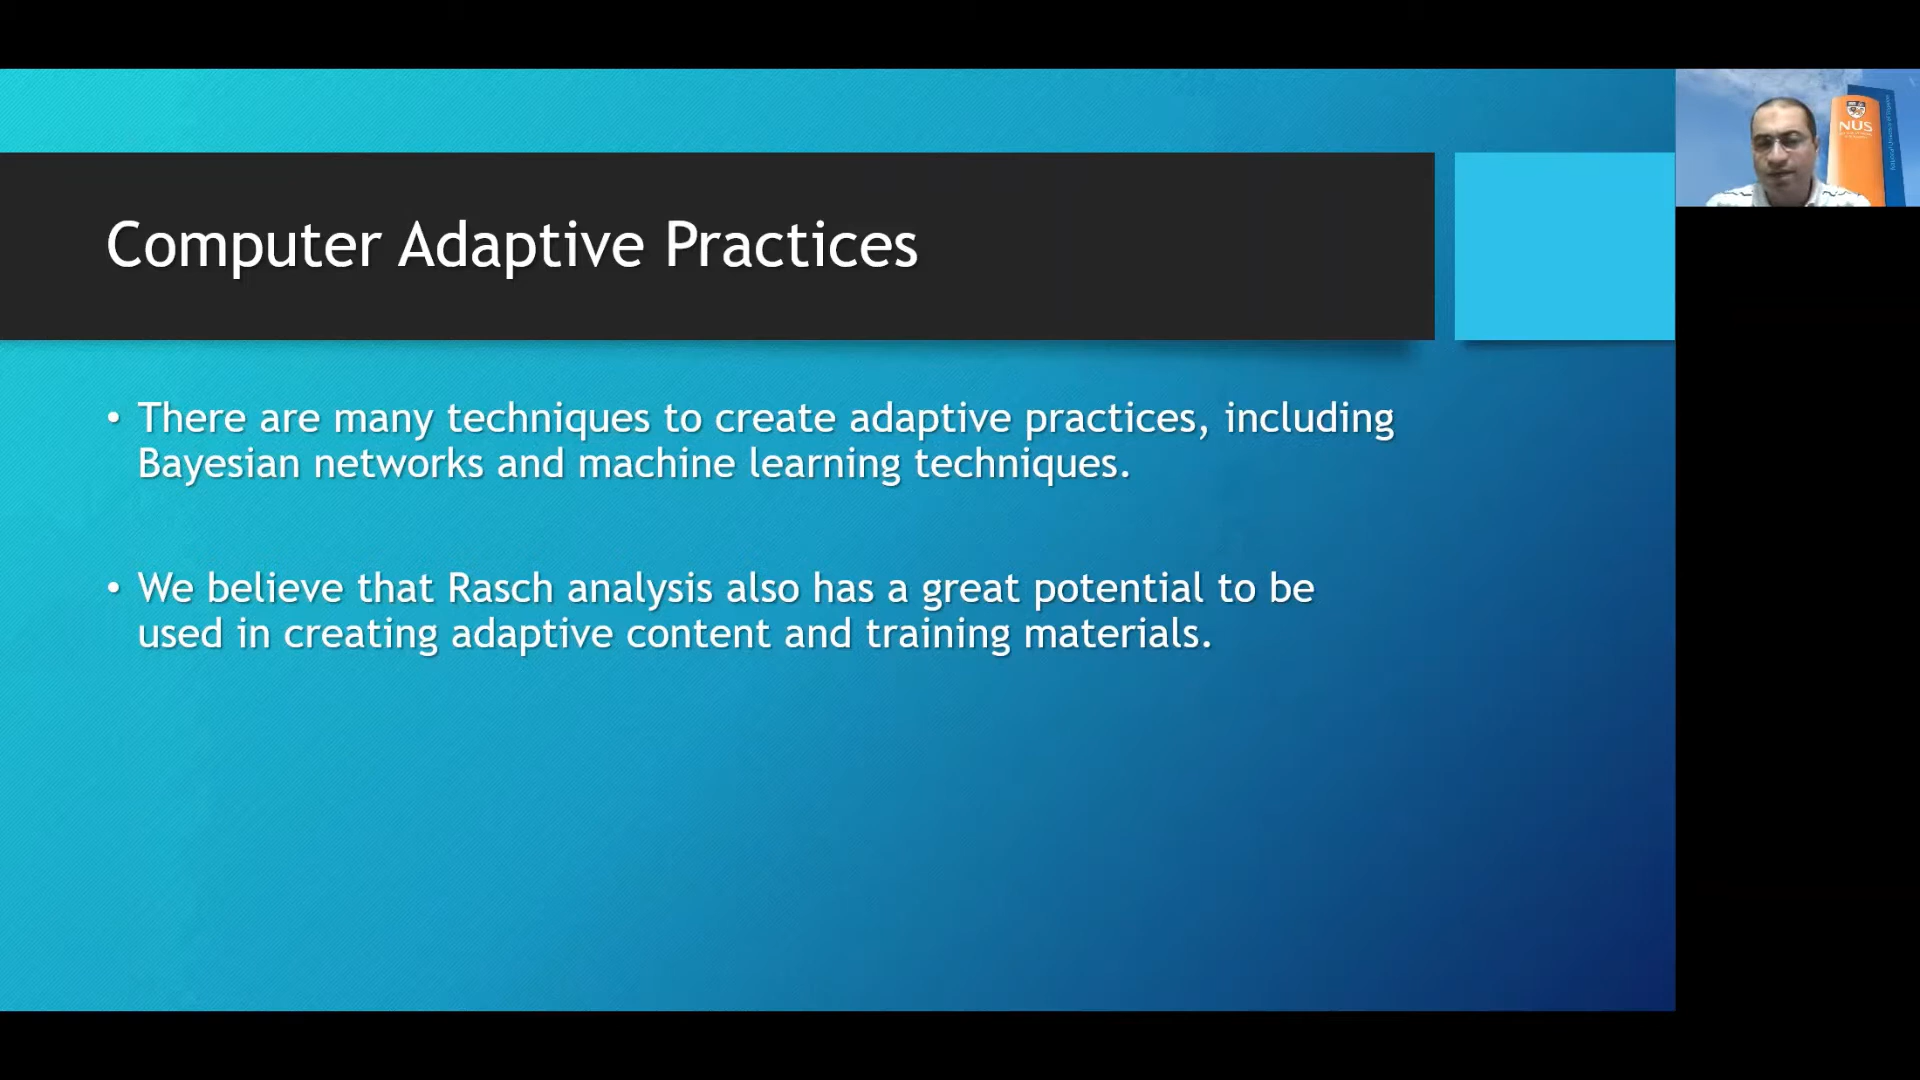 Computer Adaptive Practices
• There are many techniques to create adaptive practices, including
Bayesian networks and machine learning techniques.
• We believe that Rasch analysis also has a great potential to be
used in creating adaptive content and training materials.
NUS